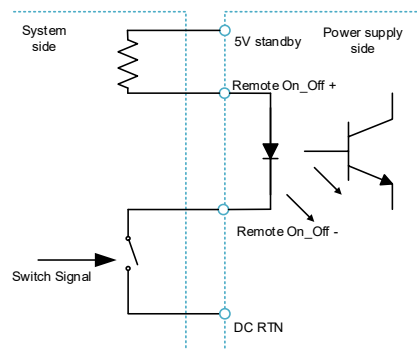 System
side
5V standby
Power supply
side
Remote On_Off +
Remote On_Off -
Switch Signal
DC RTN